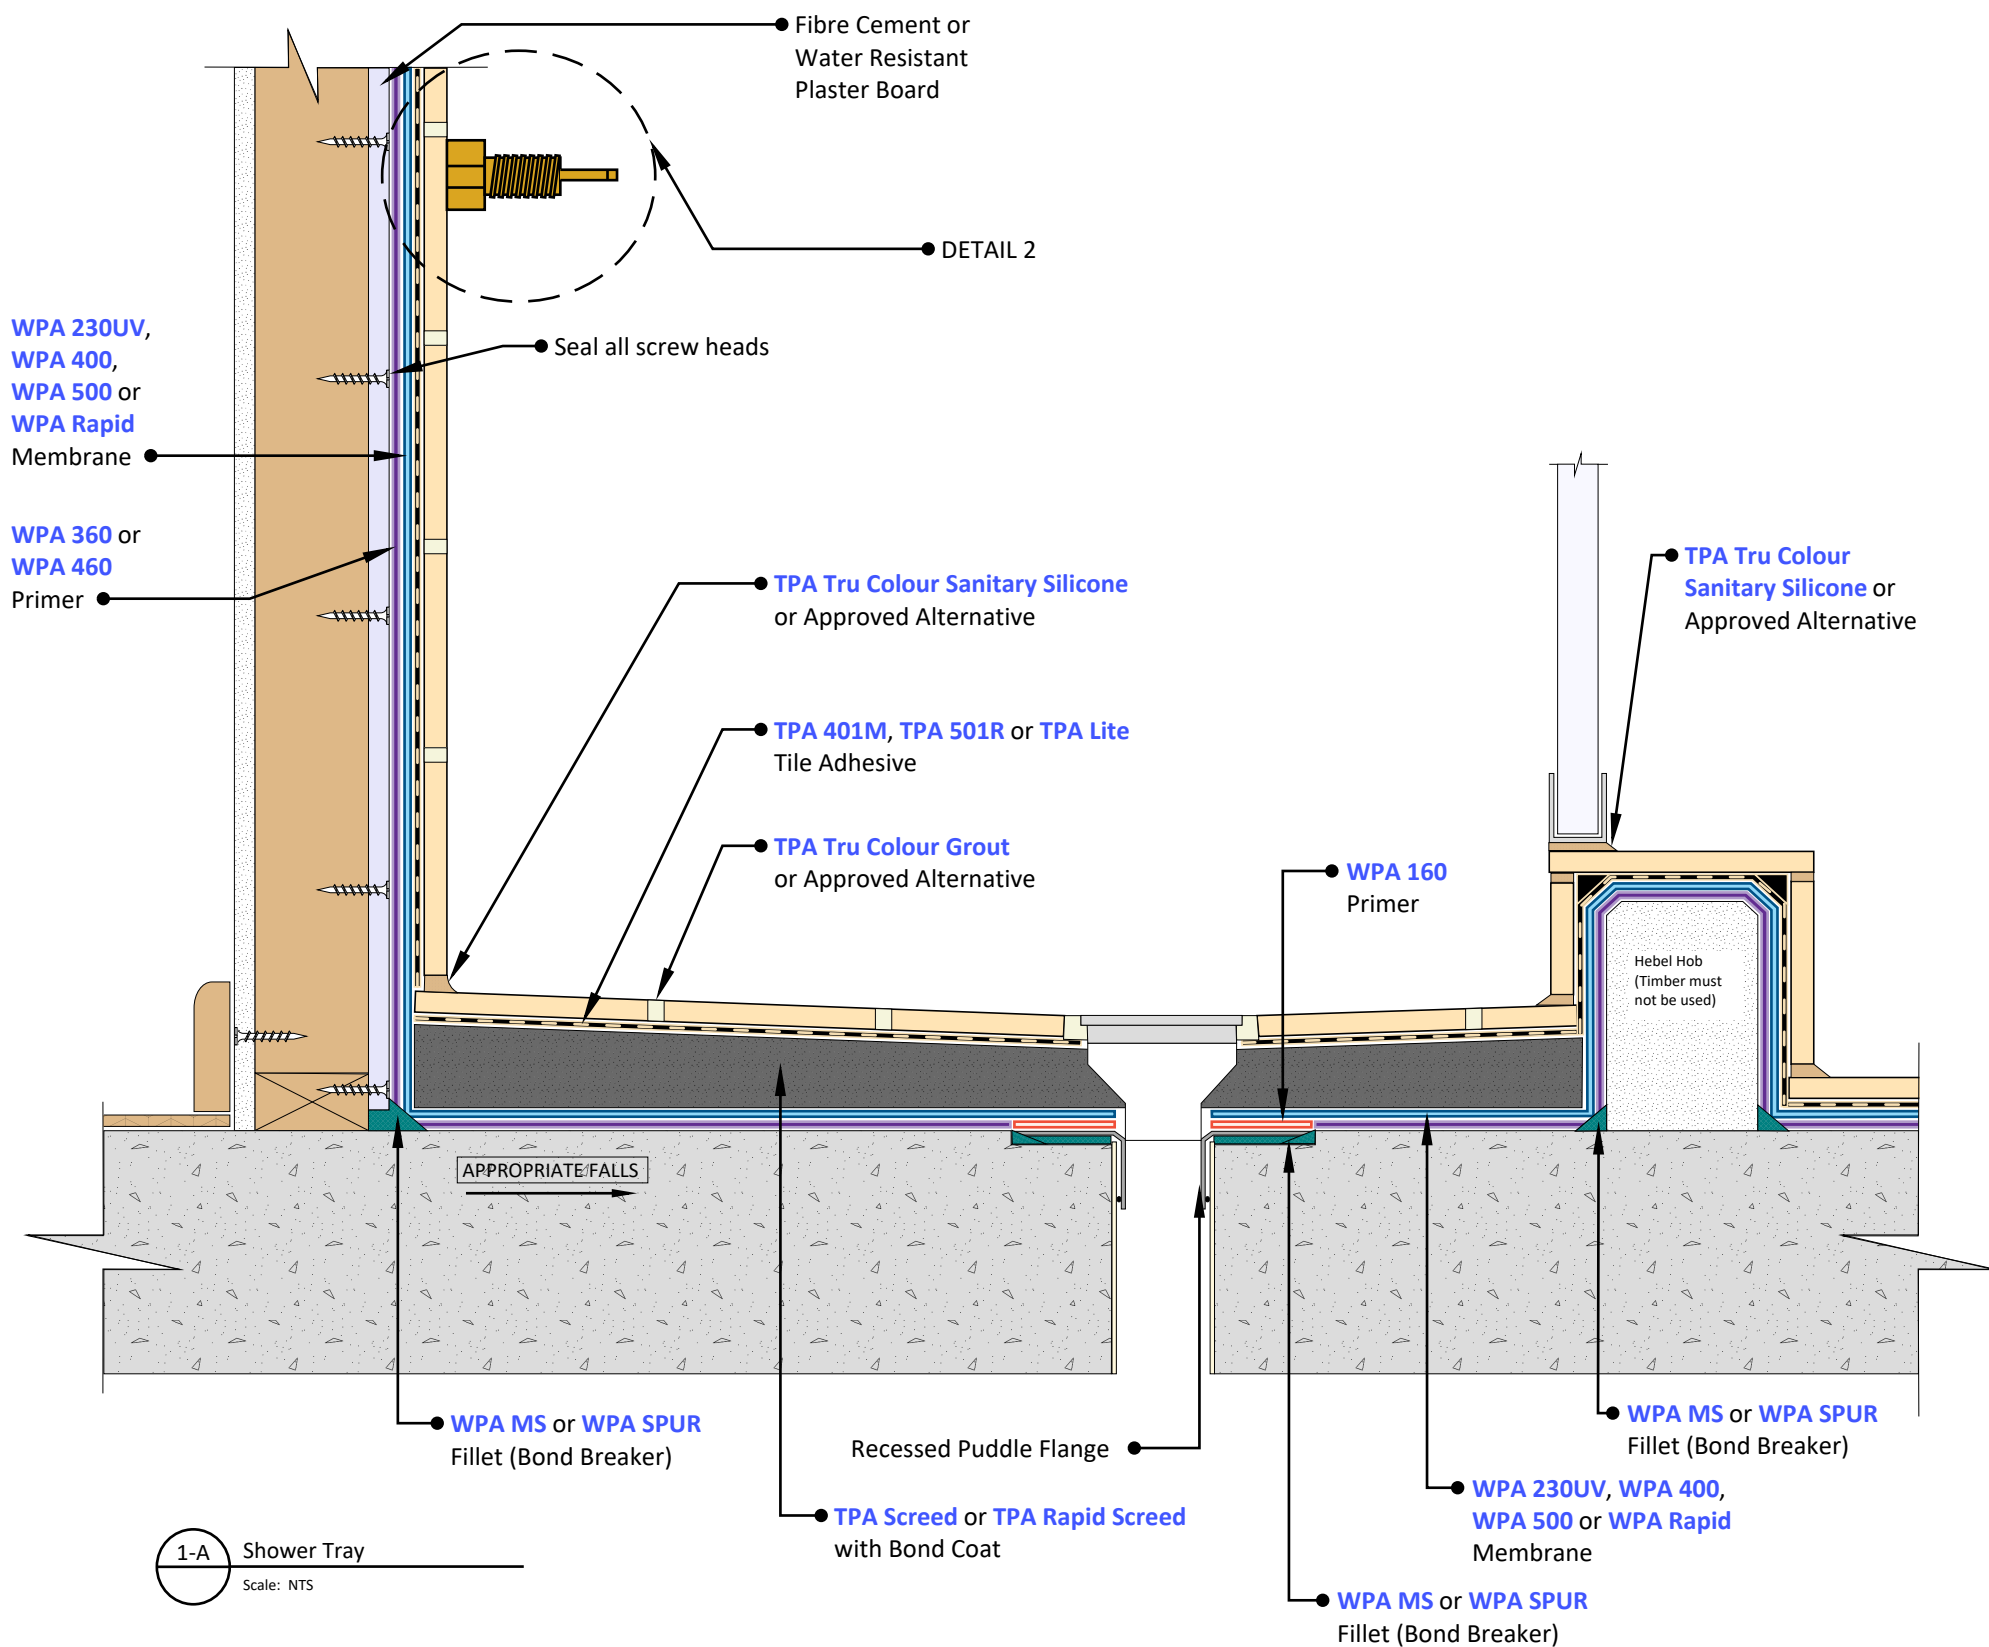 Fibre Cement or
Water Resistant
Plaster Board
DETAIL 2
WPA 230UV,
WPA 400,
WPA 500 or
WPA Rapid
Membrane
Seal all screw heads
WPA 360 or
WPA 460
Primer
TPA Tru Colour Sanitary Silicone
or Approved Alternative
TPA Tru Colour
Sanitary Silicone or
Approved Alternative
TPA 401M, TPA 501R or TPA Lite
Tile Adhesive
TPA Tru Colour Grout
or Approved Alternative
WPA 160
Primer
Hebel Hob
(Timber must
not be used)
APPROPRIATE FALLS
WPA MS or WPA SPUR
Fillet (Bond Breaker)
Recessed Puddle Flange
WPA MS or WPA SPUR
Fillet (Bond Breaker)
TPA Screed or TPA Rapid Screed
with Bond Coat
WPA 230UV, WPA 400,
WPA 500 or WPA Rapid
Membrane
WPA MS or WPA SPUR
Fillet (Bond Breaker)
1-A Shower Tray
Scale: NTS